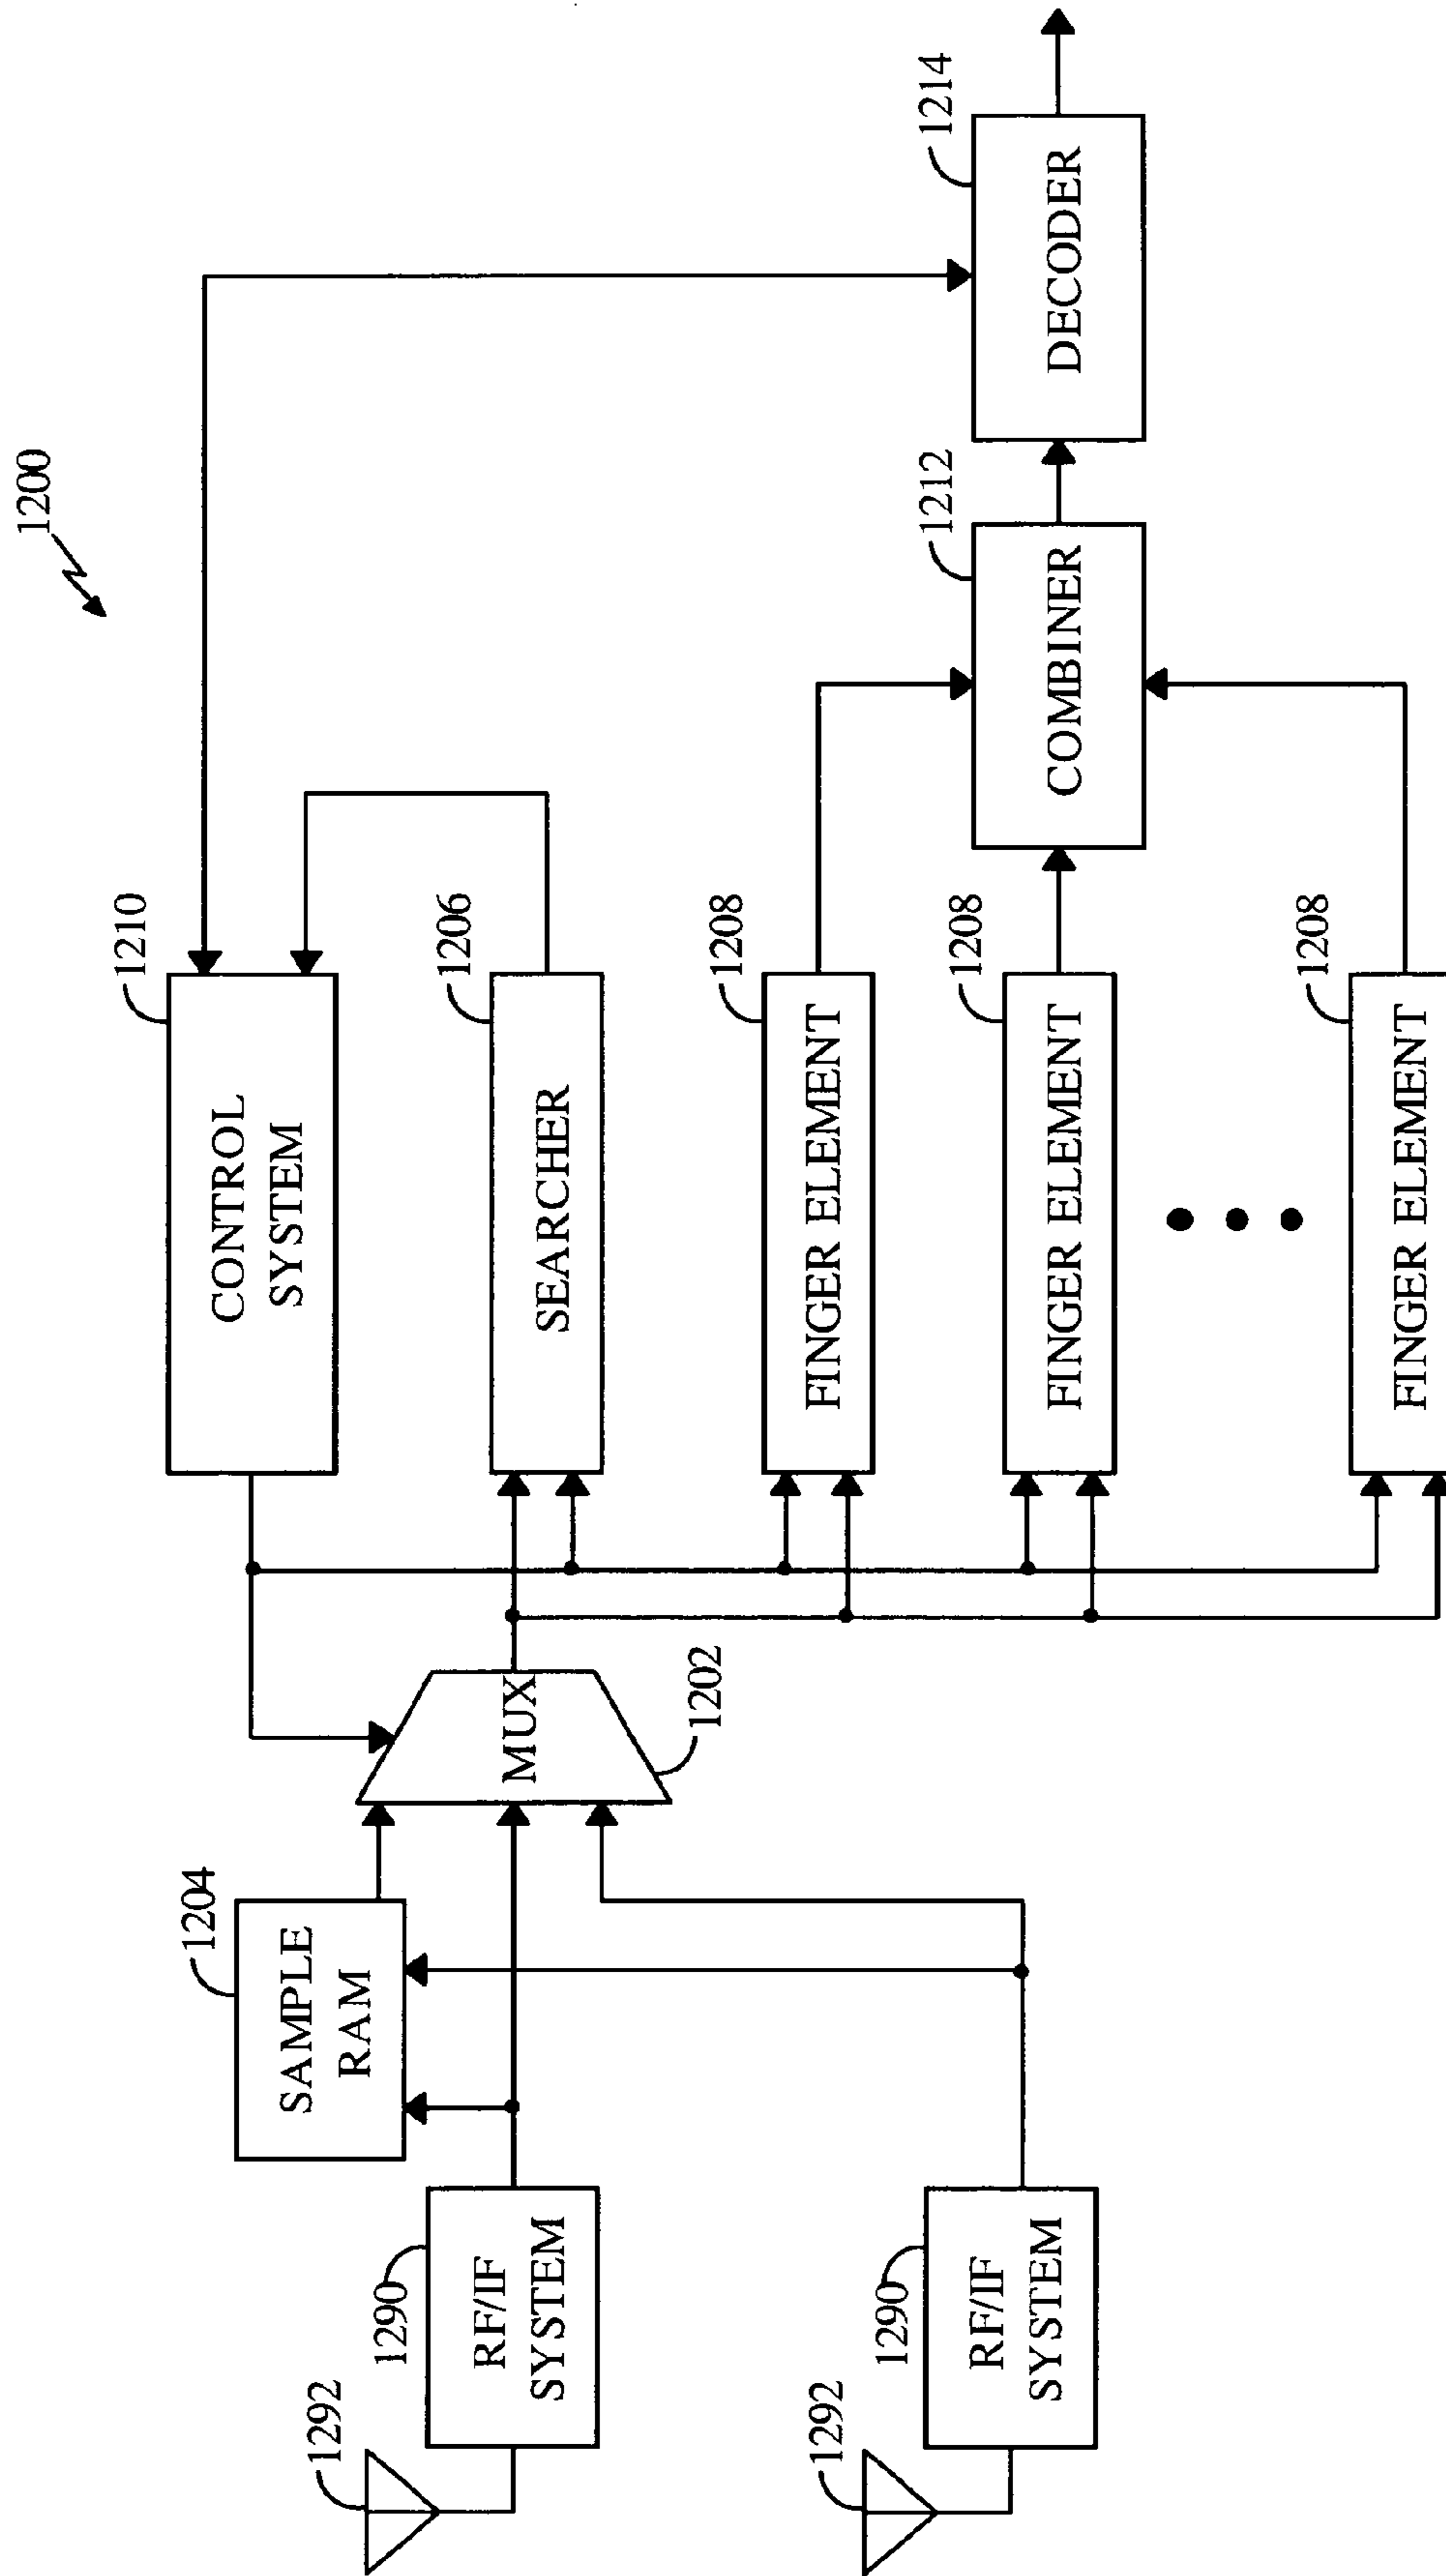 1200
1210
CONTROL
SYSTEM
1204
SAMPLE
RAM
1206
SEARCHER
1292
1290
RF/IF
SYSTEM
MUX
1202
1208
FINGER ELEMENT
1292
1290
RF/IF
SYSTEM
1208
FINGER ELEMENT
1212
COMBINER
1214
DECODER
1208
FINGER ELEMENT